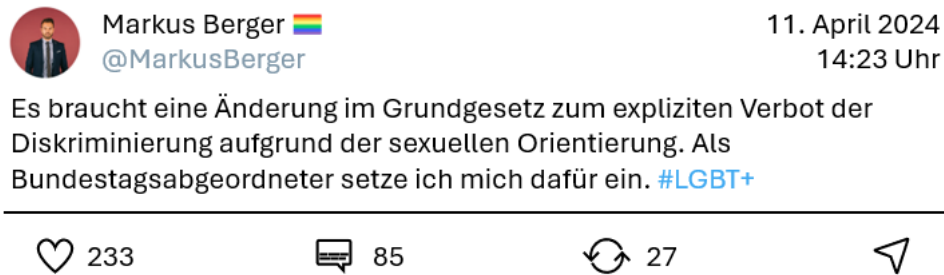 Markus Berger 11. April 2024
@MarkusBerger 14:23 Uhr
Es braucht eine Änderung im Grundgesetz zum expliziten Verbot der
Diskriminierung aufgrund der sexuellen Orientierung. Als
Bundestagsabgeordneter setze ich mich dafür ein. #LGBT+
233 85 27